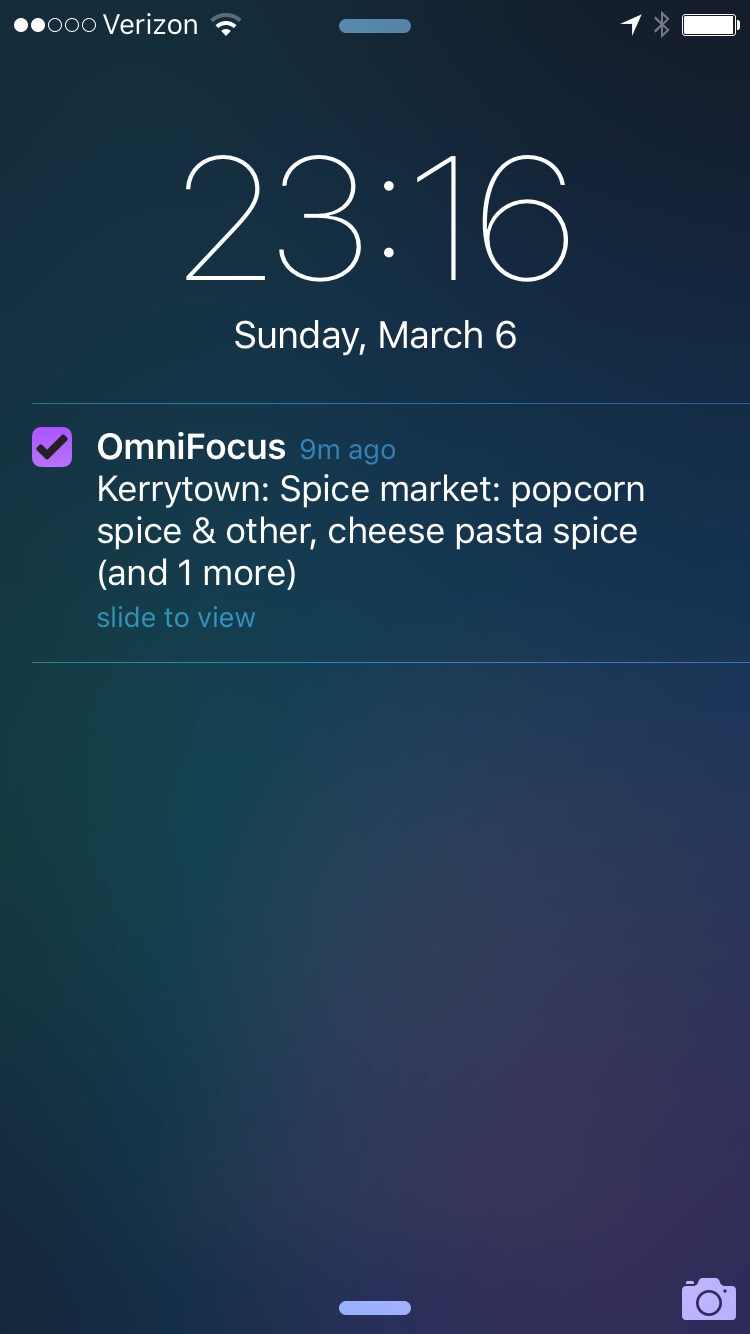 Verizon
23:16
Sunday, March 6
OmniFocus 9m ago
Kerrytown: Spice market: popcorn
spice & other, cheese pasta spice
(and 1 more)
slide to view